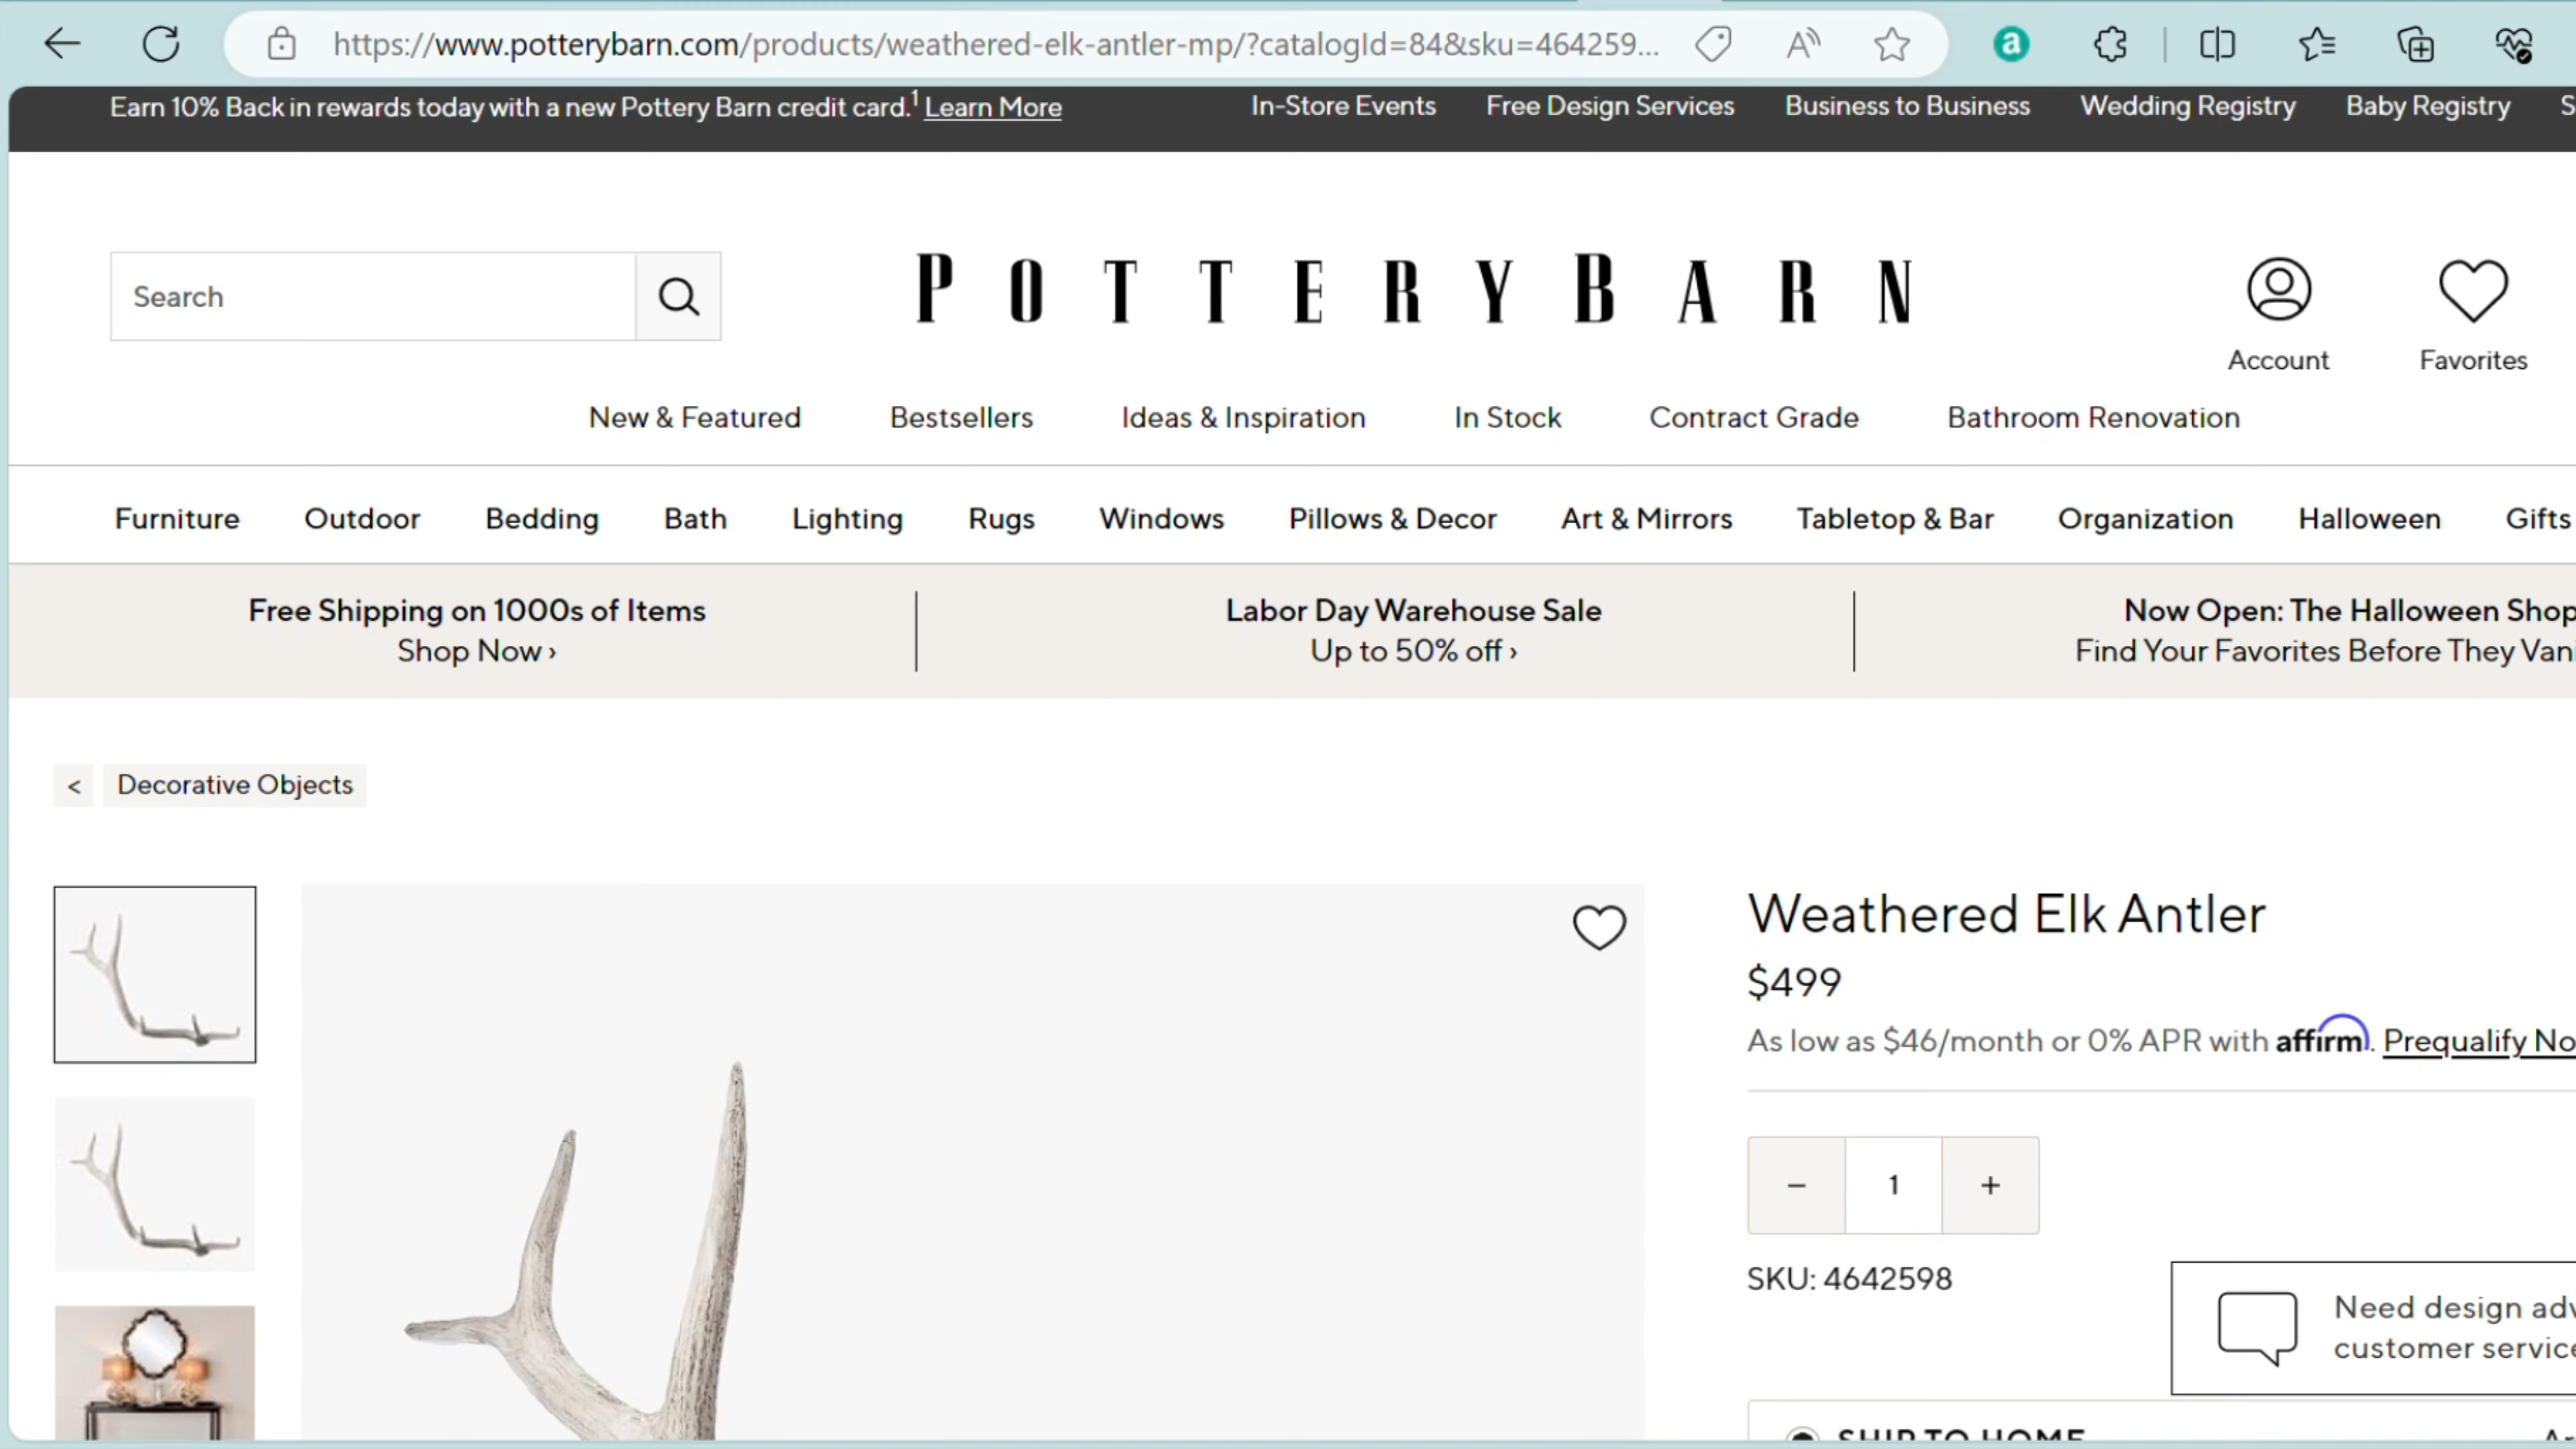 https://www.potterybarn.com/products/weathered-elk-antler-mp/?catalogId=84&sku=464259...
Earn 10% Back in rewards today with a new Pottery Barn credit card.¹ Learn More
In-Store Events
Free Design Services
Business to Business
Wedding Registry
Baby Registry
Search
POTTERY BARN
Account
Favorites
New & Featured
Bestsellers
Ideas & Inspiration
In Stock
Contract Grade
Bathroom Renovation
Furniture
Outdoor
Bedding
Bath
Lighting
Rugs
Windows
Pillows & Decor
Art & Mirrors
Tabletop & Bar
Organization
Halloween
Gifts
Free Shipping on 1000s of Items
Shop Now ›
Labor Day Warehouse Sale
Up to 50% off ›
Now Open: The Halloween Shop
Find Your Favorites Before They Van
< Decorative Objects
Weathered Elk Antler
$499
As low as $46/month or 0% APR with affirm. Prequalify No
− 1 +
SKU: 4642598
Need design adv
customer service
SHIP TO HOME